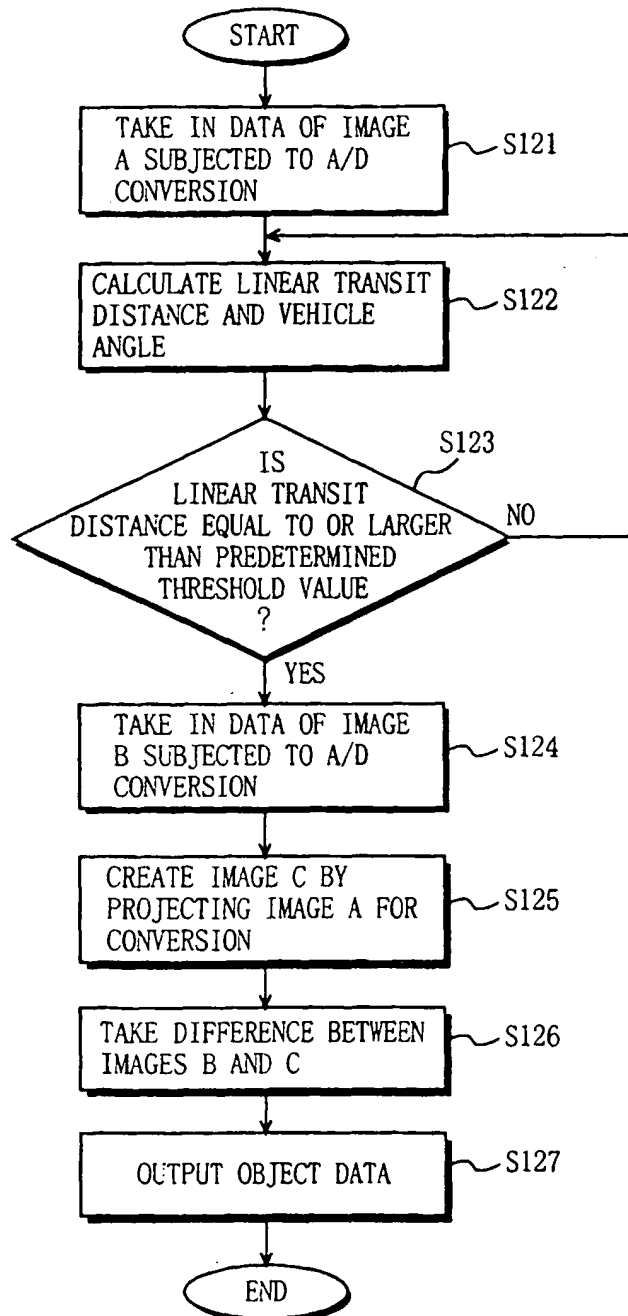 START
TAKE IN DATA OF IMAGE
A SUBJECTED TO A/D
CONVERSION
S121
CALCULATE LINEAR TRANSIT
DISTANCE AND VEHICLE
ANGLE
S122
S123
IS
LINEAR TRANSIT
DISTANCE EQUAL TO OR LARGER
THAN PREDETERMINED
THRESHOLD VALUE
?
NO
YES
TAKE IN DATA OF IMAGE
B SUBJECTED TO A/D
CONVERSION
S124
CREATE IMAGE C BY
PROJECTING IMAGE A FOR
CONVERSION
S125
TAKE DIFFERENCE BETWEEN
IMAGES B AND C
S126
OUTPUT OBJECT DATA
S127
END